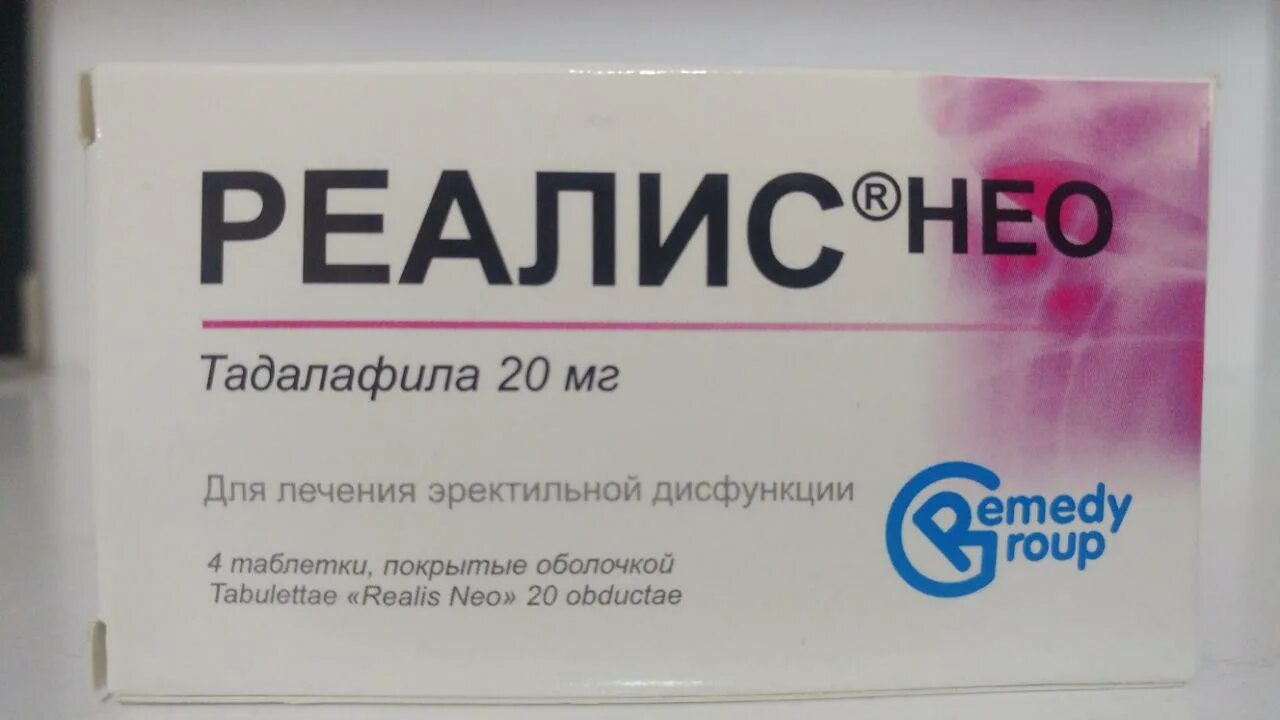 РЕАЛИС® НЕО
Тадалафила 20 мг
Для лечения эректильной дисфункции
4 таблетки, покрытые оболочкой
Tabulettae «Realis Neo» 20 obductae
Remedy
Group